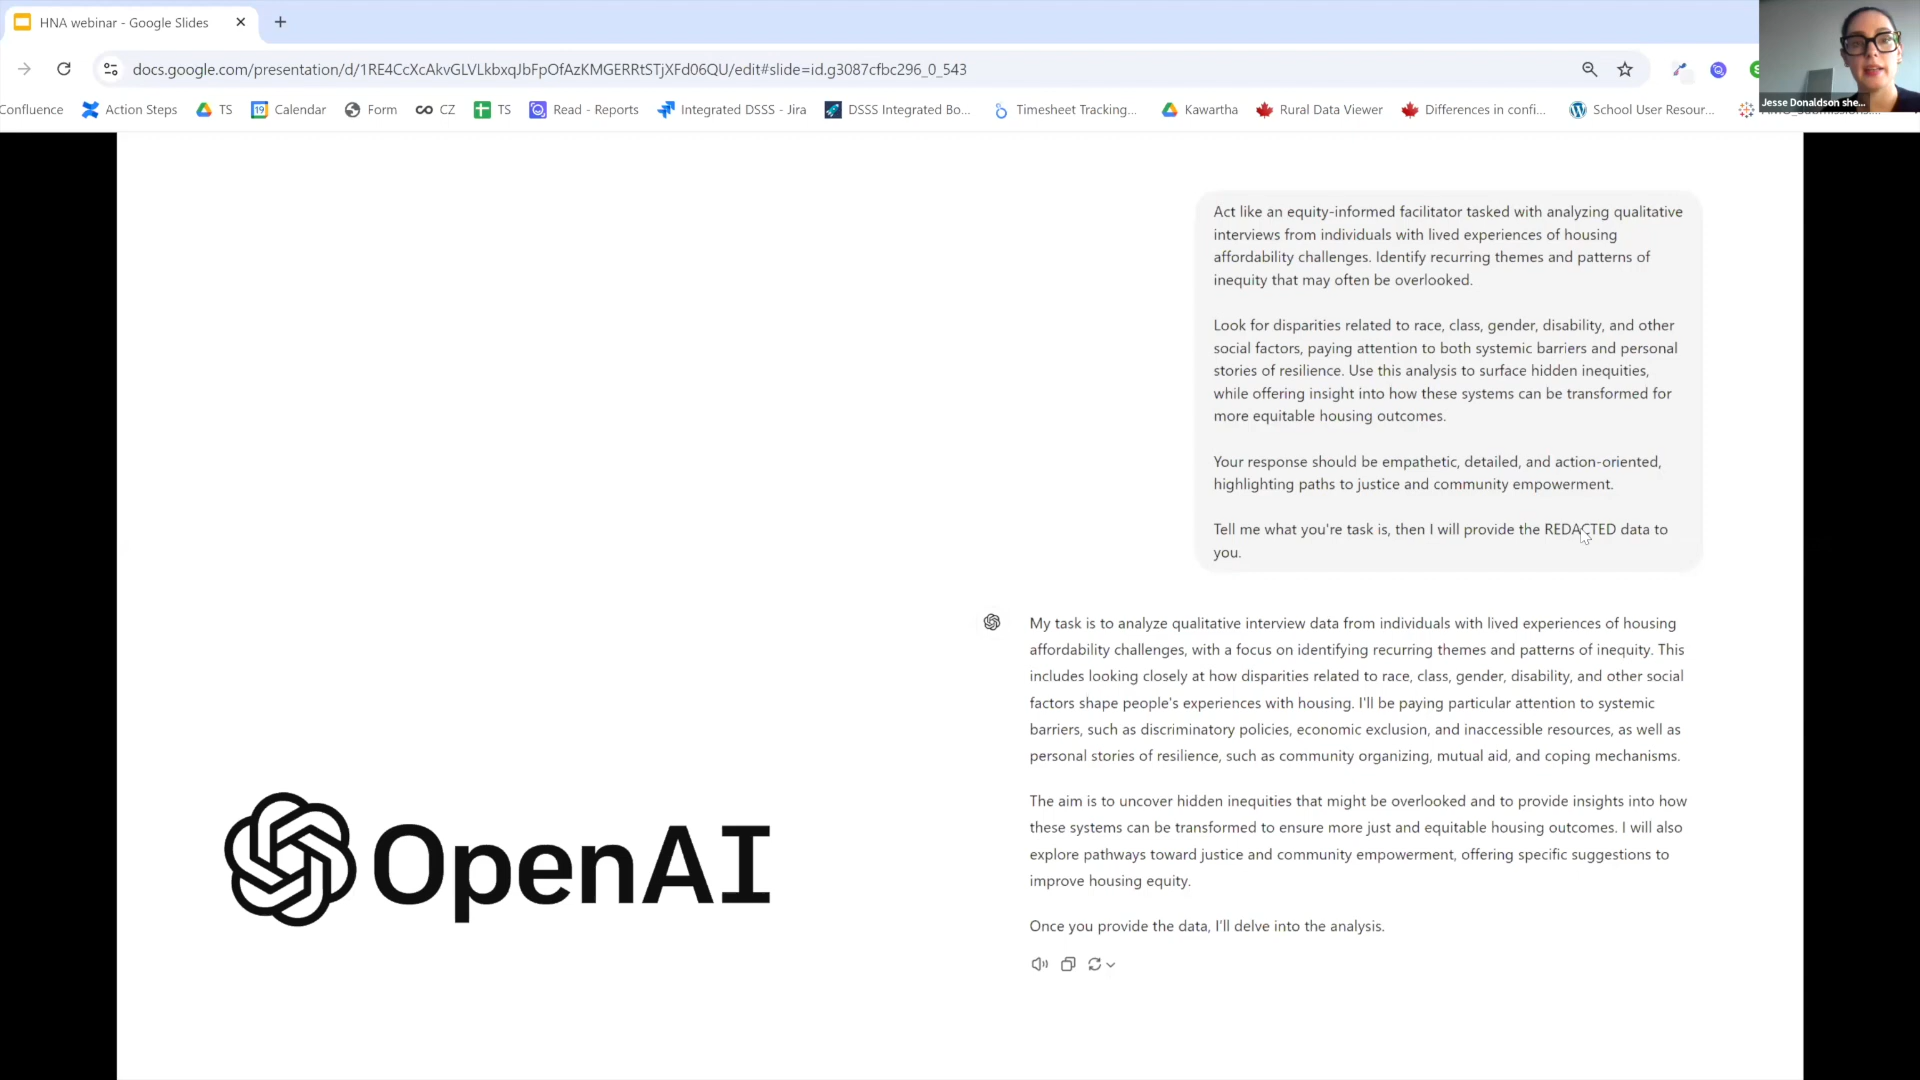 HNA webinar - Google Slides
docs.google.com/presentation/d/1RE4CcXcAkvGLVLkbxqJbFpOfAzKMGERRtSTjXFd06QU/edit#slide=id.g3087cfbc296_0_543
Confluence Action Steps TS 19 Calendar Form CZ TS Read - Reports Integrated DSSS - Jira DSSS Integrated Bo... Timesheet Tracking... Kawartha Rural Data Viewer Differences in confi... School User Resour...
Jesse Donaldson she...
Act like an equity-informed facilitator tasked with analyzing qualitative
interviews from individuals with lived experiences of housing
affordability challenges. Identify recurring themes and patterns of
inequity that may often be overlooked.
Look for disparities related to race, class, gender, disability, and other
social factors, paying attention to both systemic barriers and personal
stories of resilience. Use this analysis to surface hidden inequities,
while offering insight into how these systems can be transformed for
more equitable housing outcomes.
Your response should be empathetic, detailed, and action-oriented,
highlighting paths to justice and community empowerment.
Tell me what you're task is, then I will provide the REDACTED data to
you.
My task is to analyze qualitative interview data from individuals with lived experiences of housing
affordability challenges, with a focus on identifying recurring themes and patterns of inequity. This
includes looking closely at how disparities related to race, class, gender, disability, and other social
factors shape people's experiences with housing. I'll be paying particular attention to systemic
barriers, such as discriminatory policies, economic exclusion, and inaccessible resources, as well as
personal stories of resilience, such as community organizing, mutual aid, and coping mechanisms.
The aim is to uncover hidden inequities that might be overlooked and to provide insights into how
these systems can be transformed to ensure more just and equitable housing outcomes. I will also
explore pathways toward justice and community empowerment, offering specific suggestions to
improve housing equity.
Once you provide the data, I'll delve into the analysis.
OpenAI